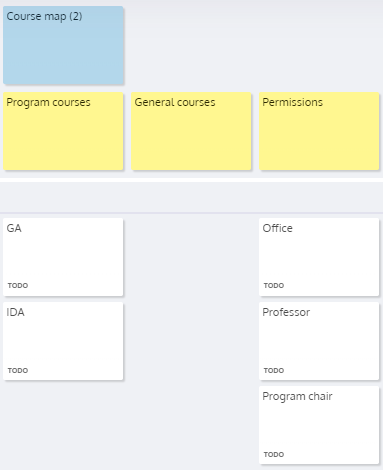 Course map (2)
Program courses
General courses
Permissions
GA
TODO
Office
TODO
IDA
TODO
Professor
TODO
Program chair
TODO